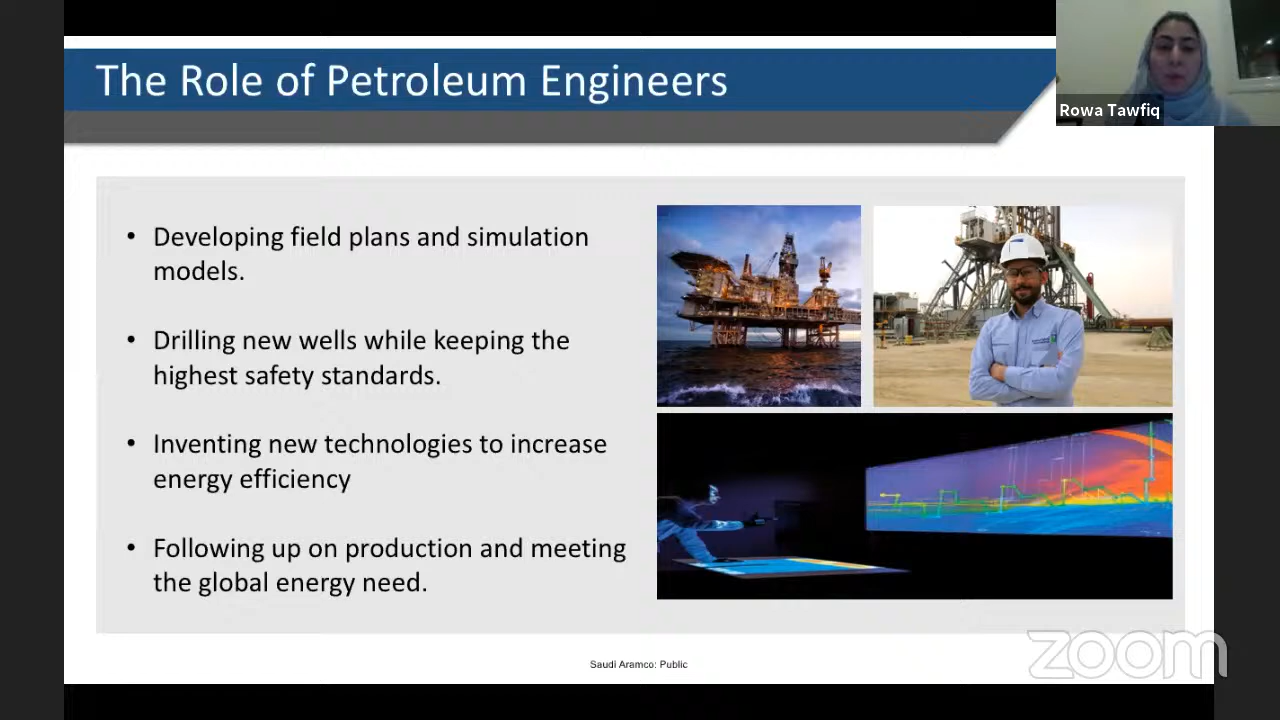 The Role of Petroleum Engineers
Rowa Tawfiq
• Developing field plans and simulation
models.
• Drilling new wells while keeping the
highest safety standards.
• Inventing new technologies to increase
energy efficiency
• Following up on production and meeting
the global energy need.
Saudi Aramco: Public
zoom